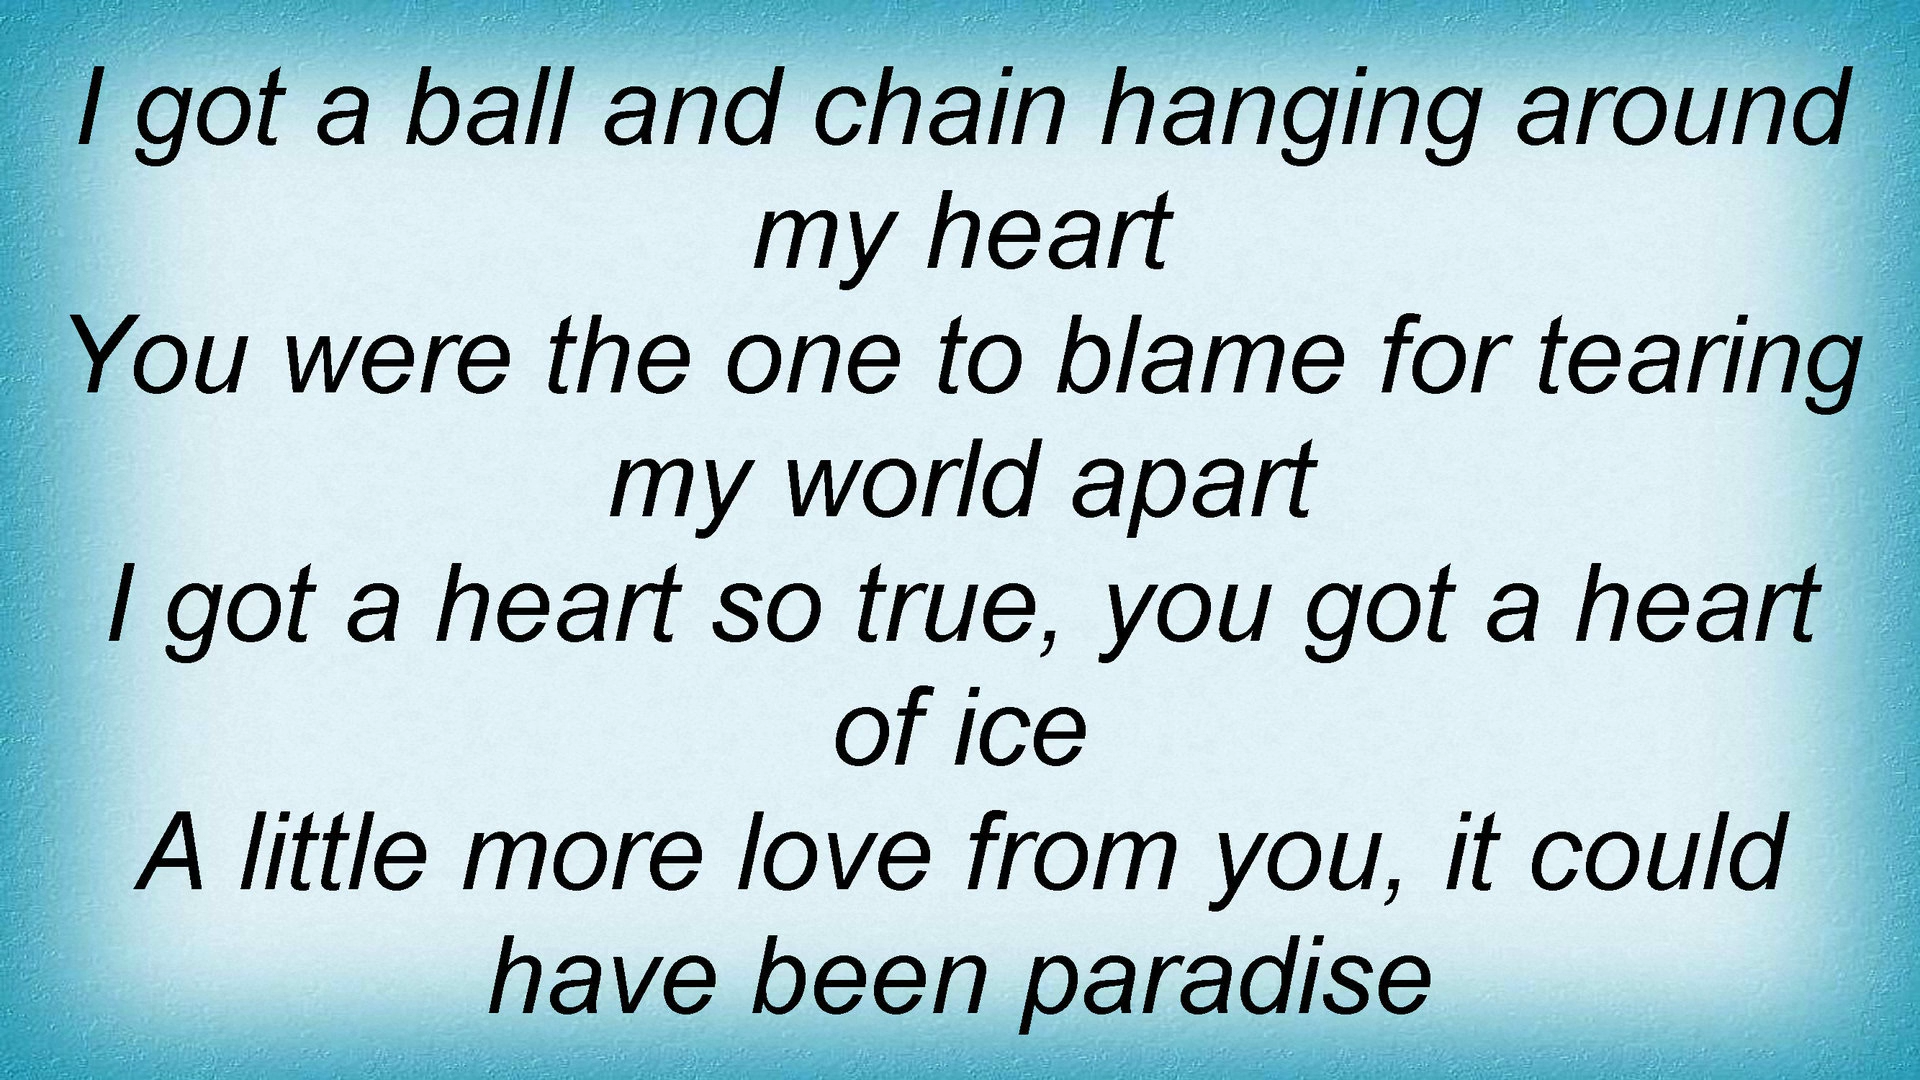 I got a ball and chain hanging around
my heart
You were the one to blame for tearing
my world apart
I got a heart so true, you got a heart
of ice
A little more love from you, it could
have been paradise